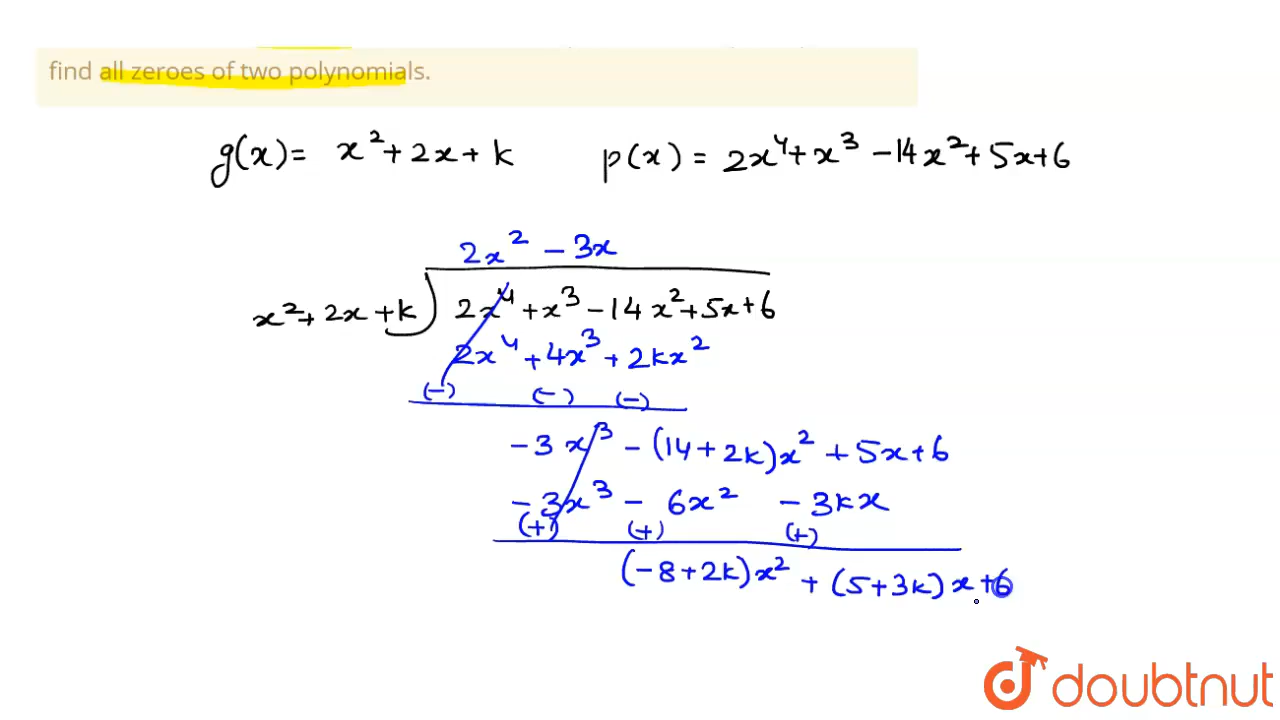 find all zeroes of two polynomials.
g(x) = x² + 2x + k p(x) = 2x⁴ + x³ - 14x² + 5x + 6
2x² - 3x
x² + 2x + k ) 2x⁴ + x³ - 14x² + 5x + 6
2x⁴ + 4x³ + 2kx²
(-) (-) (-)
-3x³ - (14 + 2k)x² + 5x + 6
-3x³ - 6x² - 3kx
(+) (+) (+)
(-8 + 2k)x² + (5 + 3k)x + 6
doubtnut